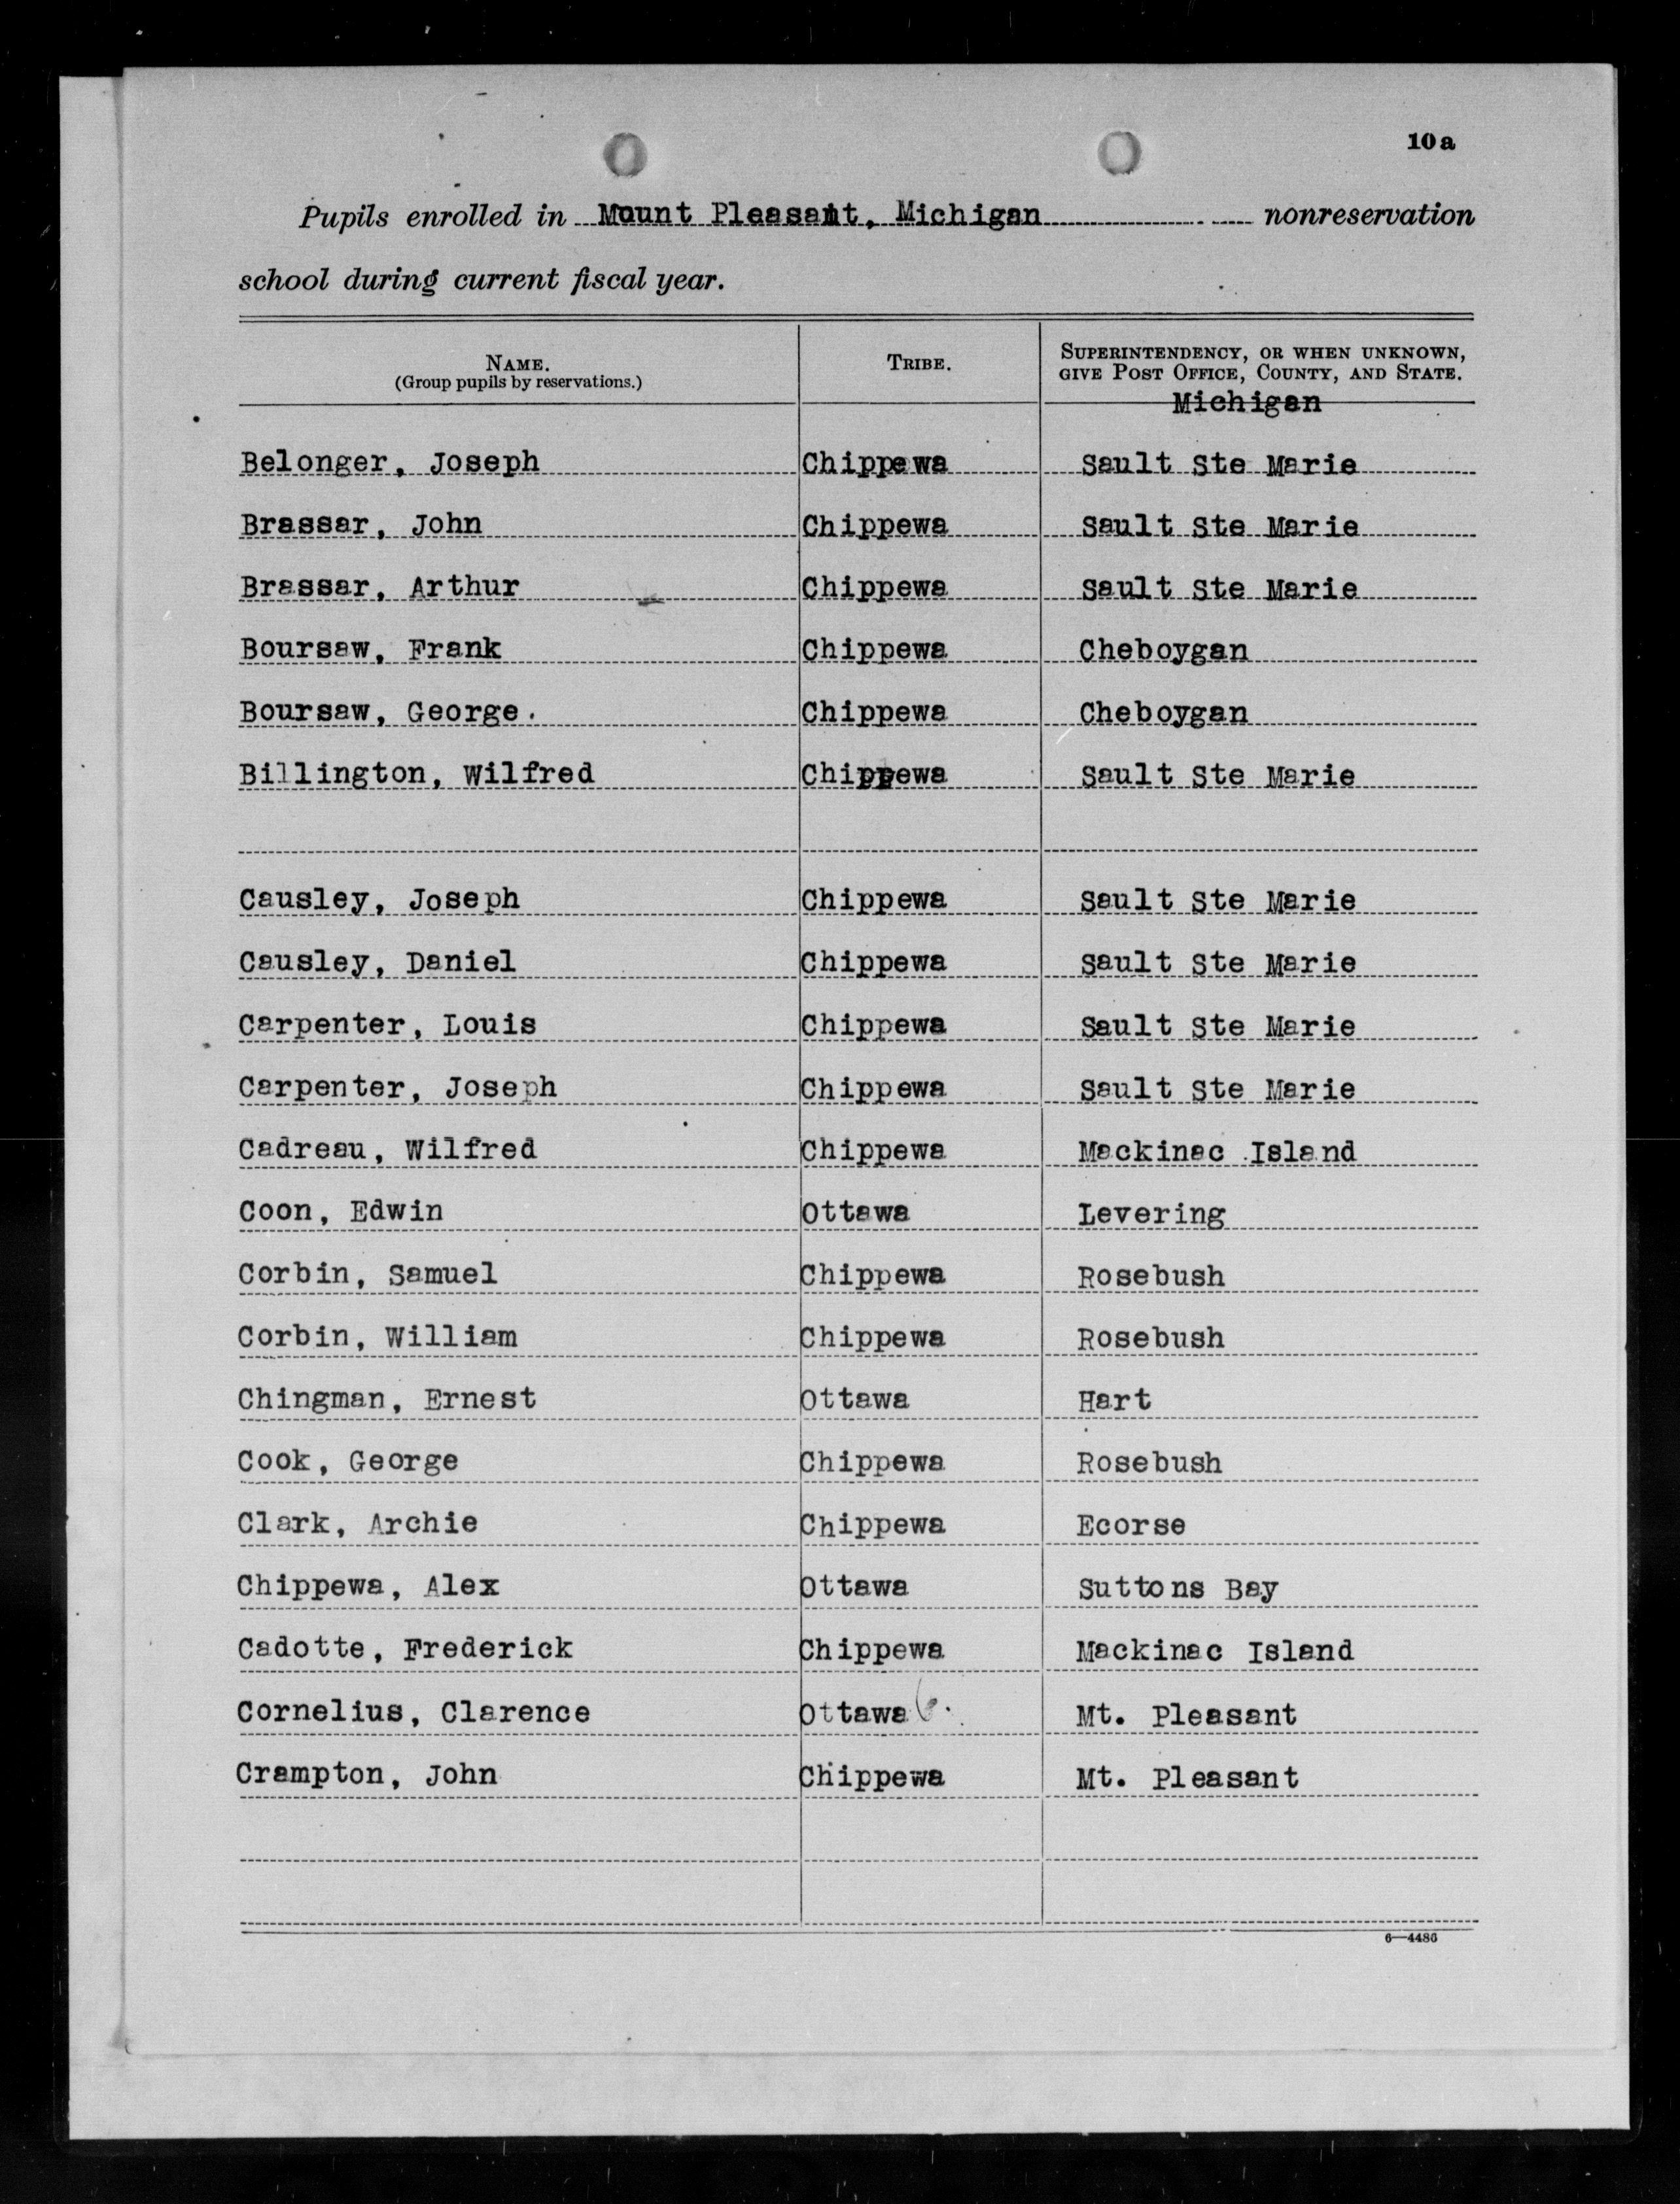 10a
Pupils enrolled in Mount Pleasant, Michigan nonreservation
school during current fiscal year.
NAME. TRIBE. SUPERINTENDENCY, OR WHEN UNKNOWN,
(Group pupils by reservations.) GIVE POST OFFICE, COUNTY, AND STATE.
Michigan
Belonger, Joseph Chippewa Sault Ste Marie
Brassar, John Chippewa Sault Ste Marie
Brassar, Arthur Chippewa Sault Ste Marie
Boursaw, Frank Chippewa Cheboygan
Boursaw, George. Chippewa Cheboygan
Billington, Wilfred Chippewa Sault Ste Marie
Causley, Joseph Chippewa Sault Ste Marie
Causley, Daniel Chippewa Sault Ste Marie
Carpenter, Louis Chippewa Sault Ste Marie
Carpenter, Joseph Chippewa Sault Ste Marie
Cadreau, Wilfred Chippewa Mackinac Island
Coon, Edwin Ottawa Levering
Corbin, Samuel Chippewa Rosebush
Corbin, William Chippewa Rosebush
Chingman, Ernest Ottawa Hart
Cook, George Chippewa Rosebush
Clark, Archie Chippewa Ecorse
Chippewa, Alex Ottawa Suttons Bay
Cadotte, Frederick Chippewa Mackinac Island
Cornelius, Clarence Ottawa Mt. Pleasant
Crampton, John Chippewa Mt. Pleasant
6—4486